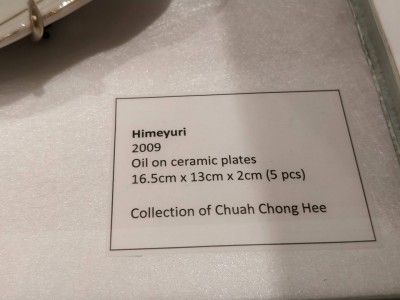 Himeyuri
2009
Oil on ceramic plates
16.5cm x 13cm x 2cm (5 pcs)
Collection of Chuah Chong Hee